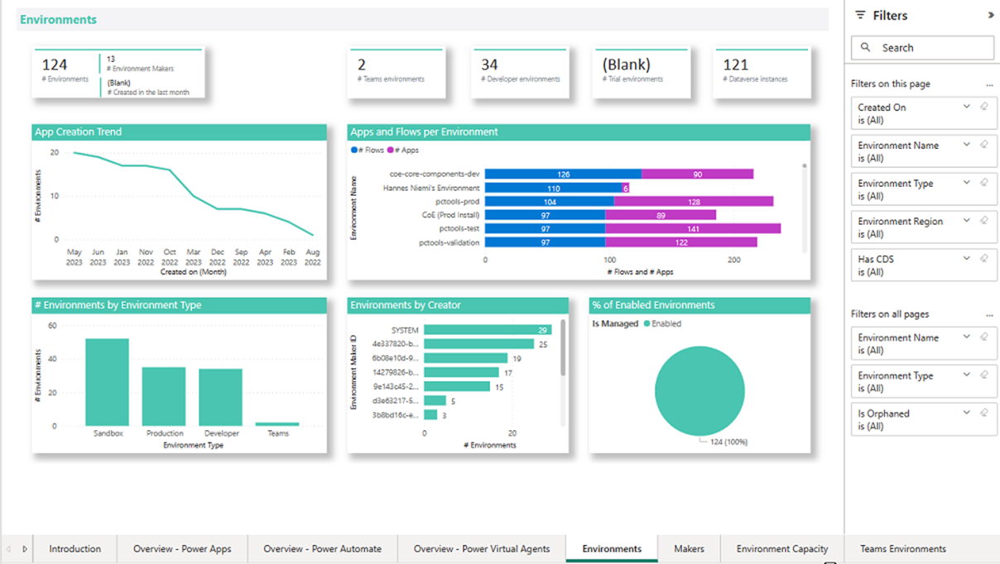 Environments
124
# Environments
13
# Environment Makers
(Blank)
# Created in the last month
2
# Teams environments
34
# Developer environments
(Blank)
# Trial environments
121
# Dataverse instances
App Creation Trend
20
10
0
# Environments
May 2023
Jun 2023
Jan 2023
Nov 2022
Oct 2022
Mar 2023
Dec 2022
Sep 2022
Apr 2023
Feb 2023
Aug 2022
Created on (Month)
Apps and Flows per Environment
# Flows # Apps
Environment Name
coe-core-components-dev 126 90
Hannes Niemi's Environment 110 6
pctools-prod 104 128
CoE (Prod Install) 97 89
pctools-test 97 141
pctools-validation 97 122
0 100 200
# Flows and # Apps
# Environments by Environment Type
60
40
20
0
# Environments
Sandbox Production Developer Teams
Environment Type
Environments by Creator
Environment Maker ID
SYSTEM 29
4e337820-b... 25
6b08e10d-9... 19
14279826-b... 17
9e143c45-2... 15
d3e63217-5... 5
3b8bd16c-e... 3
0 20
# Environments
% of Enabled Environments
Is Managed Enabled
124 (100%)
Filters
Search
Filters on this page
...
Created On
is (All)
Environment Name
is (All)
Environment Type
is (All)
Environment Region
is (All)
Has CDS
is (All)
Filters on all pages
...
Environment Name
is (All)
Environment Type
is (All)
Is Orphaned
is (All)
Introduction
Overview - Power Apps
Overview - Power Automate
Overview - Power Virtual Agents
Environments
Makers
Environment Capacity
Teams Environments